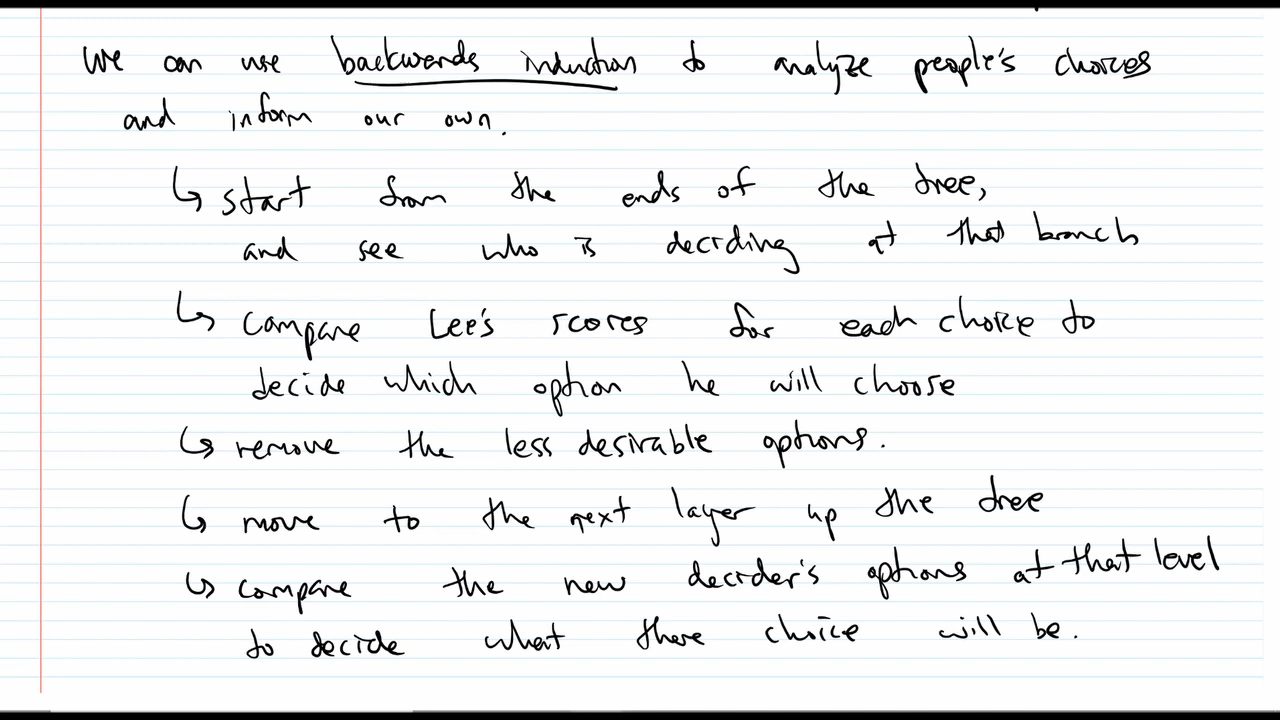 We can use backwards induction to analyze people's choices
and inform our own.
↳ start from the ends of the tree,
and see who is deciding at that branch
↳ compare Lee's scores for each choice to
decide which option he will choose
↳ remove the less desirable options.
↳ move to the next layer up the tree
↳ compare the new decider's options at that level
to decide what there choice will be.